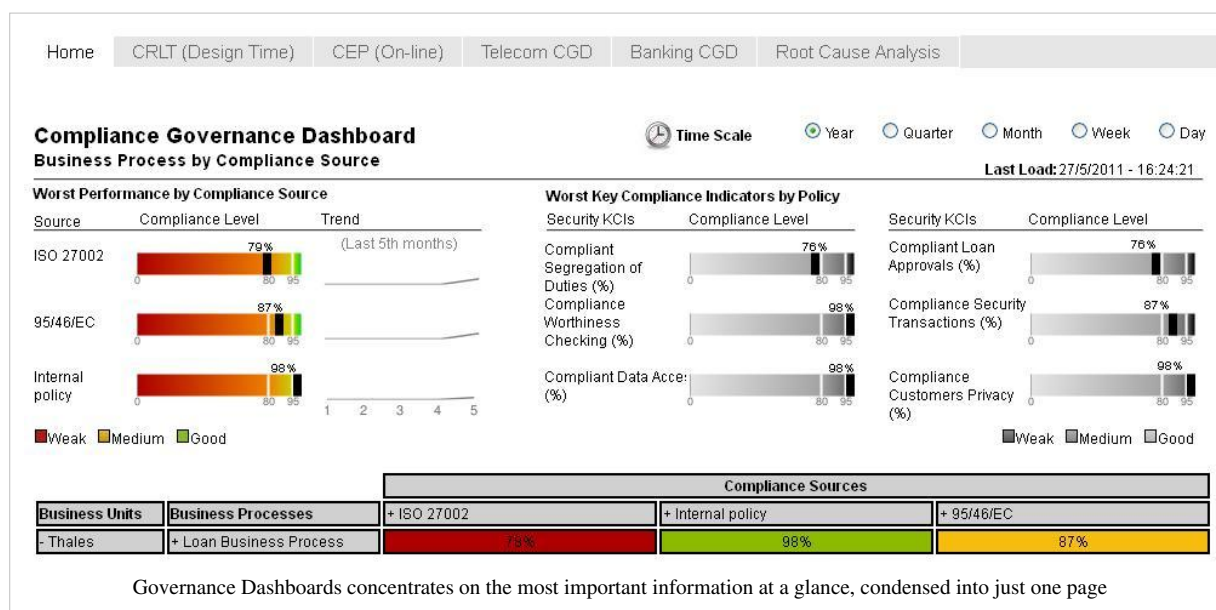 Home CRLT (Design Time) CEP (On-line) Telecom CGD Banking CGD Root Cause Analysis
Compliance Governance Dashboard
Business Process by Compliance Source
Time Scale Year Quarter Month Week Day
Last Load: 27/5/2011 - 16:24:21
Worst Performance by Compliance Source
Source Compliance Level Trend
(Last 5th months)
ISO 27002
79%
0 80 95
95/46/EC
87%
0 80 95
Internal
policy
98%
0 80 95
1 2 3 4 5
Weak Medium Good
Worst Key Compliance Indicators by Policy
Security KCIs Compliance Level
Compliant
Segregation of
Duties (%)
76%
0 80 95
Compliance
Worthiness
Checking (%)
98%
0 80 95
Compliant Data Acce
(%)
98%
0 80 95
Security KCIs Compliance Level
Compliant Loan
Approvals (%)
76%
0 80 95
Compliance Security
Transactions (%)
87%
0 80 95
Compliance
Customers Privacy
(%)
98%
0 80 95
Weak Medium Good
Compliance Sources
Business Units Business Processes + ISO 27002 + Internal policy + 95/46/EC
- Thales + Loan Business Process 79% 98% 87%
Governance Dashboards concentrates on the most important information at a glance, condensed into just one page